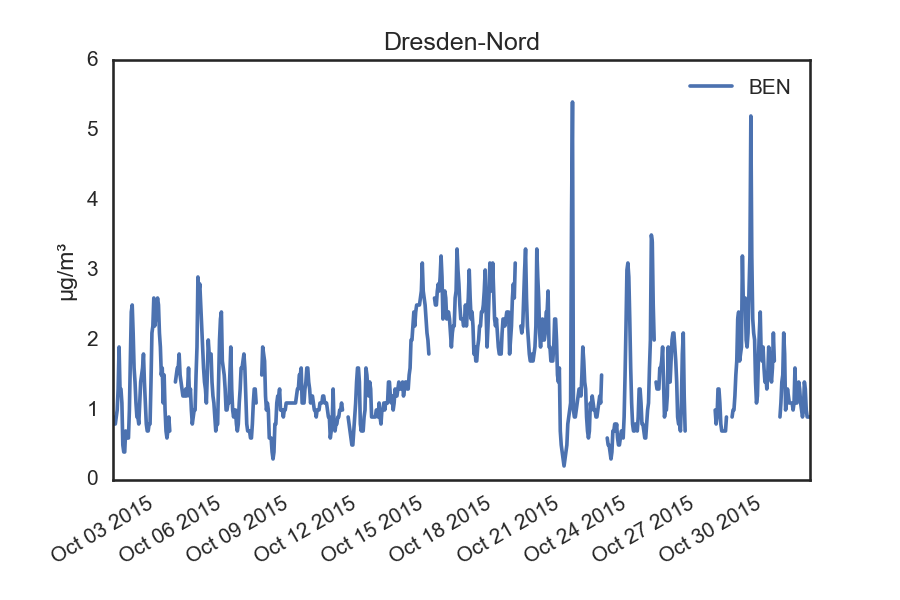 Dresden-Nord
6
5
4
3
2
1
0
µg/m³
BEN
Oct 03 2015
Oct 06 2015
Oct 09 2015
Oct 12 2015
Oct 15 2015
Oct 18 2015
Oct 21 2015
Oct 24 2015
Oct 27 2015
Oct 30 2015